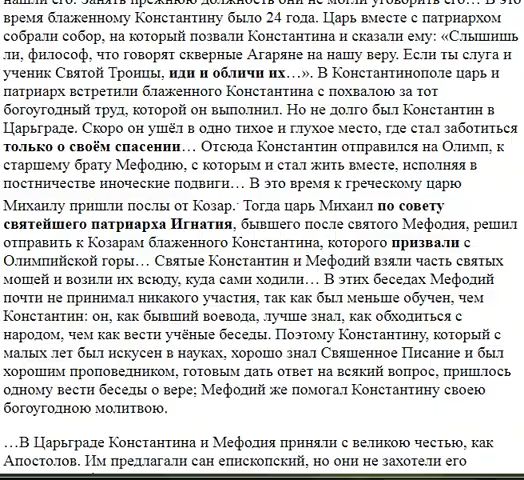 нашли его. Занять прежнюю должность они не могли уговорить его… В это
время блаженному Константину было 24 года. Царь вместе с патриархом
собрали собор, на который позвали Константина и сказали ему: «Слышишь
ли, философ, что говорят скверные Агаряне на нашу веру. Если ты слуга и
ученик Святой Троицы, иди и обличи их…». В Константинополе царь и
патриарх встретили блаженного Константина с похвалою за тот
богоугодный труд, которой он выполнил. Но не долго был Константин в
Царьграде. Скоро он ушёл в одно тихое и глухое место, где стал заботиться
только о своём спасении… Отсюда Константин отправился на Олимп, к
старшему брату Мефодию, с которым и стал жить вместе, исполняя в
постничестве иноческие подвиги… В это время к греческому царю
Михаилу пришли послы от Козар. Тогда царь Михаил по совету
святейшего патриарха Игнатия, бывшего после святого Мефодия, решил
отправить к Козарам блаженного Константина, которого призвали с
Олимпийской горы… Святые Константин и Мефодий взяли часть святых
мощей и возили их всюду, куда сами ходили… В этих беседах Мефодий
почти не принимал никакого участия, так как был меньше обучен, чем
Константин: он, как бывший воевода, лучше знал, как обходиться с
народом, чем как вести учёные беседы. Поэтому Константину, который с
малых лет был искусен в науках, хорошо знал Священное Писание и был
хорошим проповедником, готовым дать ответ на всякий вопрос, пришлось
одному вести беседы о вере; Мефодий же помогал Константину своею
богоугодною молитвою.
…В Царьграде Константина и Мефодия приняли с великою честью, как
Апостолов. Им предлагали сан епископский, но они не захотели его